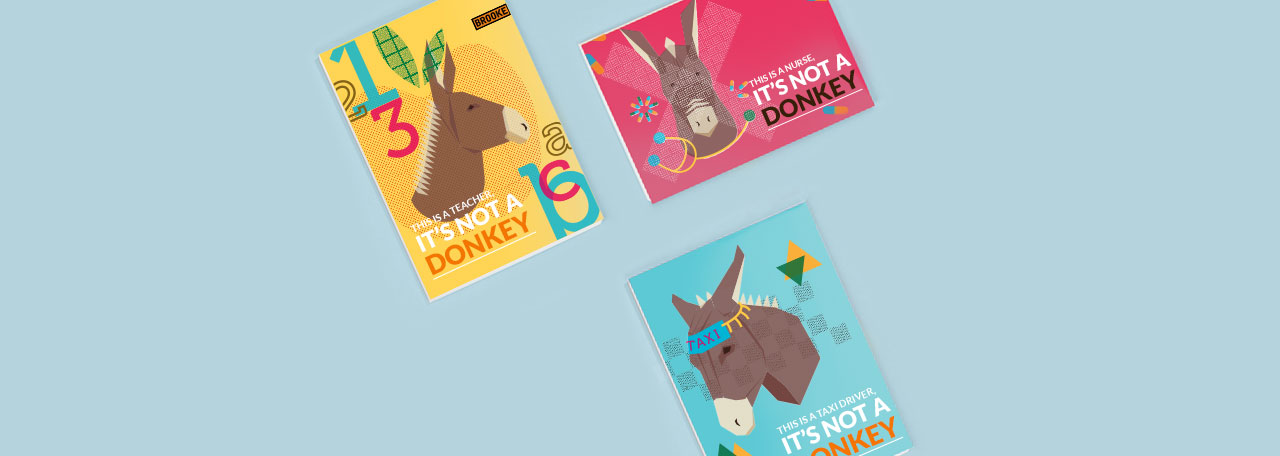 BROOKE
1
2
3
a
c
b
THIS IS A TEACHER,
IT'S NOT A
DONKEY
THIS IS A NURSE,
IT'S NOT A
DONKEY
TAXI
THIS IS A TAXI DRIVER,
IT'S NOT A
DONKEY